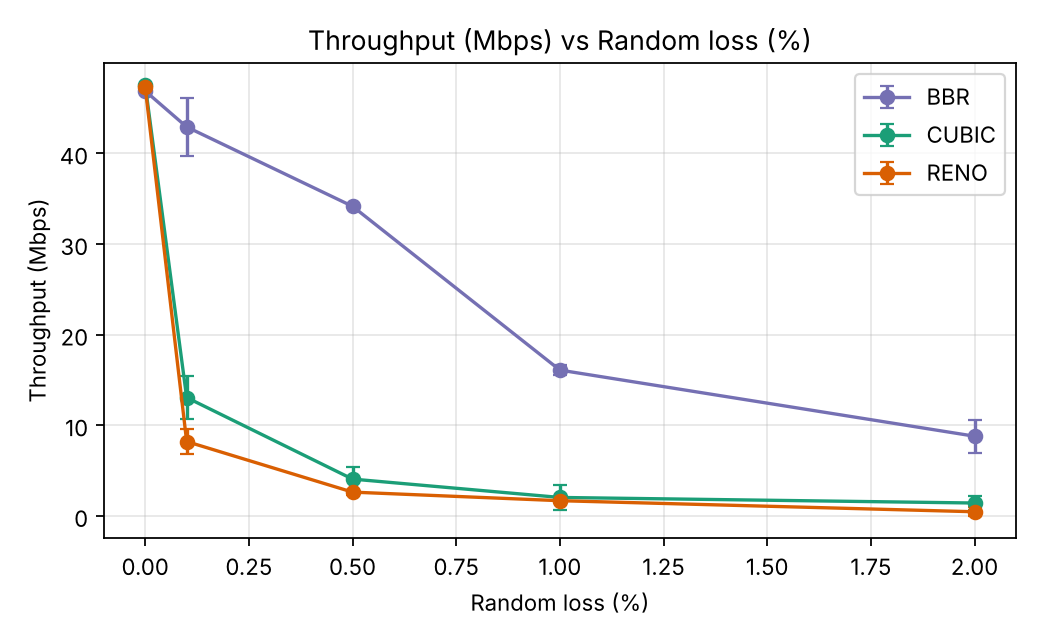 Throughput (Mbps) vs Random loss (%)
BBR
CUBIC
RENO
Throughput (Mbps)
40
30
20
10
0
0.00 0.25 0.50 0.75 1.00 1.25 1.50 1.75 2.00
Random loss (%)